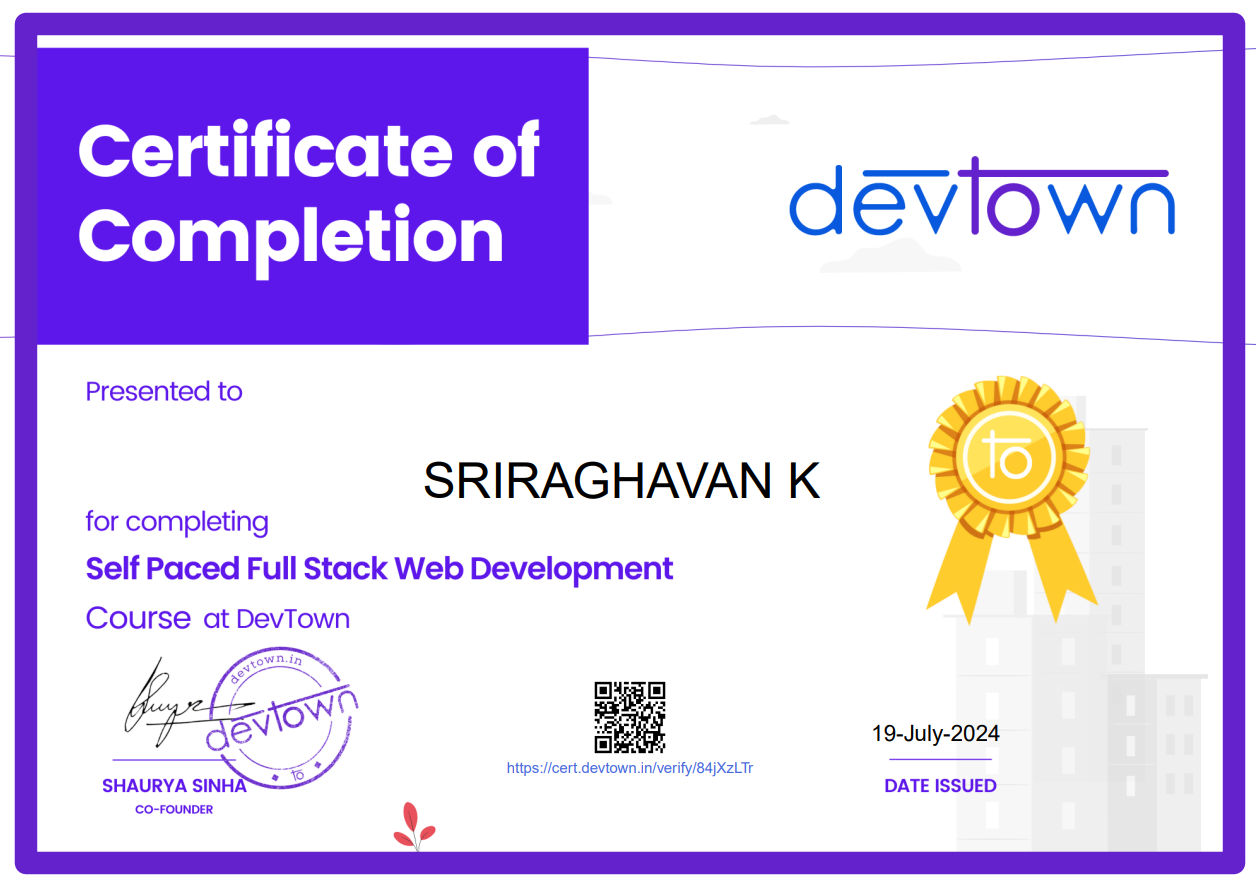 Certificate of
Completion
devtown
Presented to
SRIRAGHAVAN K
for completing
Self Paced Full Stack Web Development
Course at DevTown
devtown.in
devtown
to
SHAURYA SINHA
CO-FOUNDER
https://cert.devtown.in/verify/84jXzLTr
to
19-July-2024
DATE ISSUED